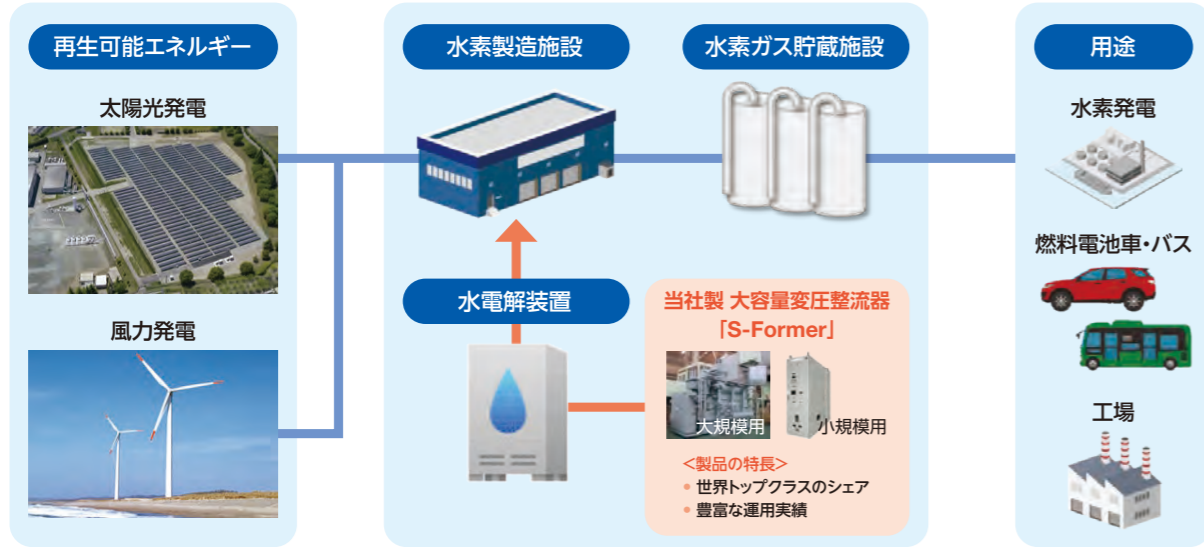 再生可能エネルギー
太陽光発電
風力発電
水素製造施設
水素ガス貯蔵施設
水電解装置
当社製 大容量変圧整流器
「S-Former」
大規模用
小規模用
<製品の特長>
• 世界トップクラスのシェア
• 豊富な運用実績
用途
水素発電
燃料電池車・バス
工場